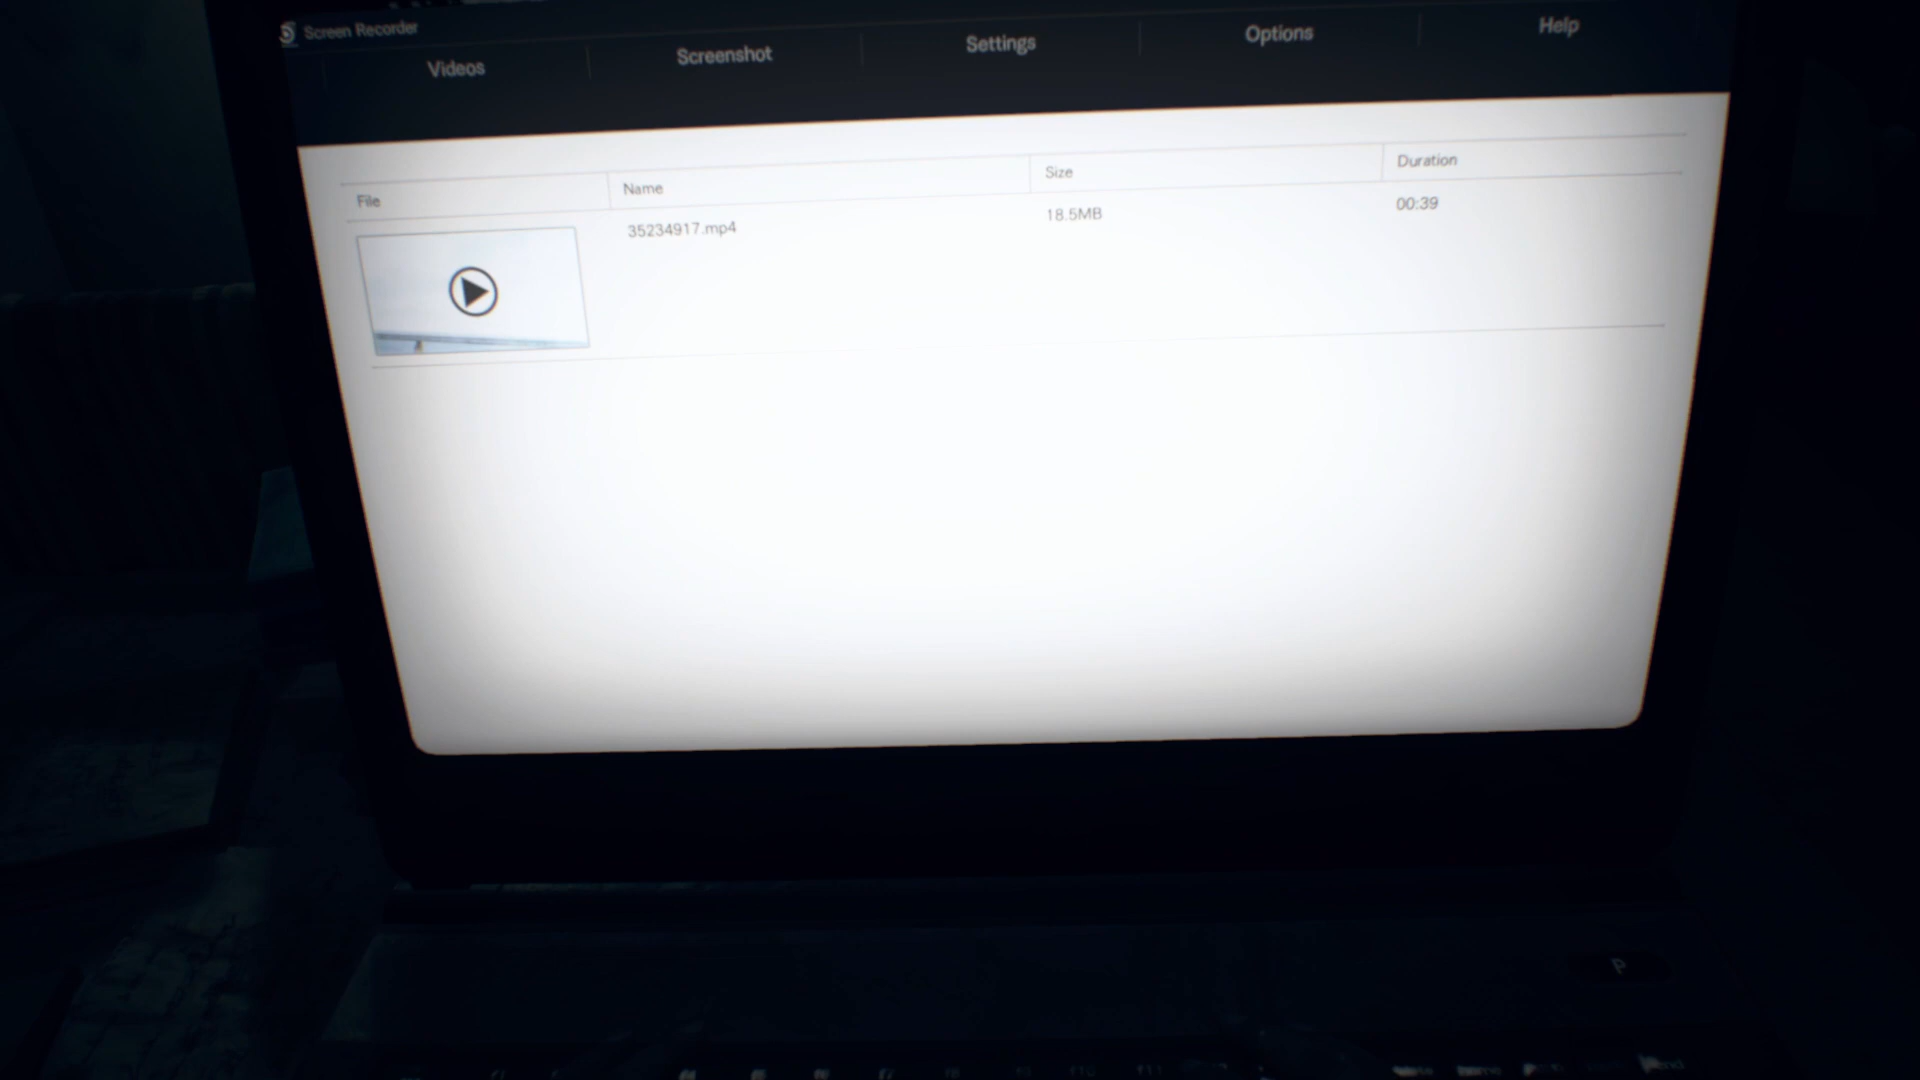 Screen Recorder
Videos Screenshot Settings Options Help
File Name Size Duration
35234917.mp4 18.5MB 00:39